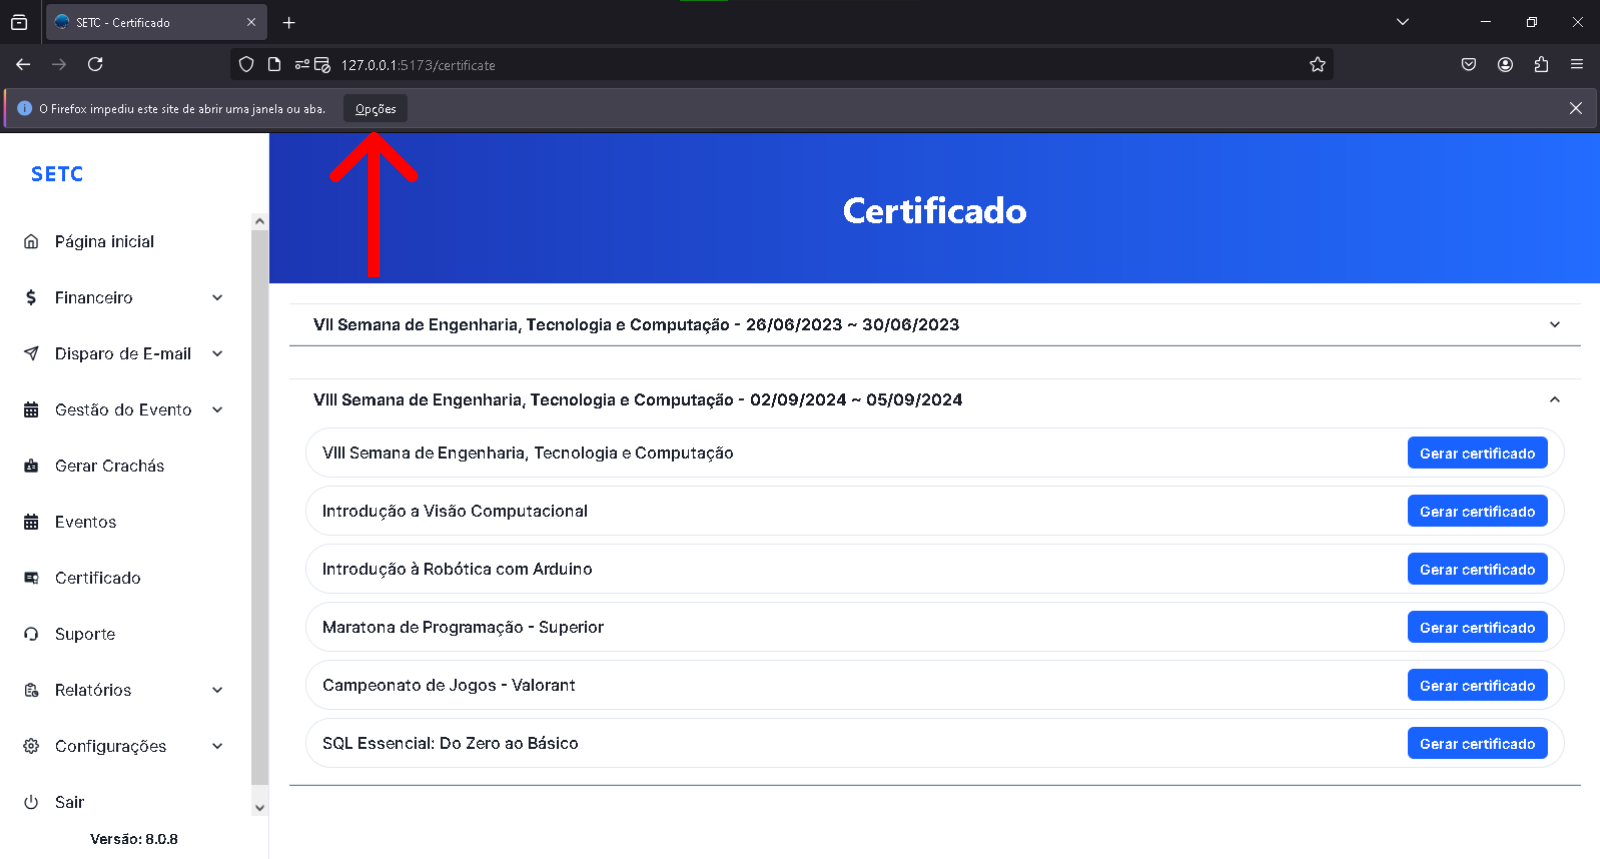 SETC - Certificado
127.0.0.1:5173/certificate
O Firefox impediu este site de abrir uma janela ou aba.
Opções
SETC
Página inicial
Financeiro
Disparo de E-mail
Gestão do Evento
Gerar Crachás
Eventos
Certificado
Suporte
Relatórios
Configurações
Sair
Versão: 8.0.8
Certificado
VII Semana de Engenharia, Tecnologia e Computação - 26/06/2023 ~ 30/06/2023
VIII Semana de Engenharia, Tecnologia e Computação - 02/09/2024 ~ 05/09/2024
VIII Semana de Engenharia, Tecnologia e Computação Gerar certificado
Introdução a Visão Computacional Gerar certificado
Introdução à Robótica com Arduino Gerar certificado
Maratona de Programação - Superior Gerar certificado
Campeonato de Jogos - Valorant Gerar certificado
SQL Essencial: Do Zero ao Básico Gerar certificado